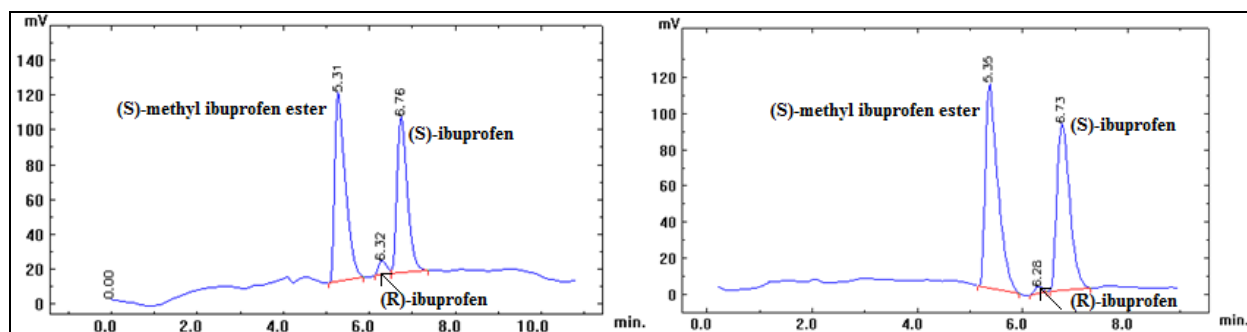 mV
140
120
100
80
60
40
20
0
0.00
5.31
6.32
6.76
(S)-methyl ibuprofen ester
(S)-ibuprofen
(R)-ibuprofen
0.0 2.0 4.0 6.0 8.0 10.0 min.
mV
120
100
80
60
40
20
0
5.35
6.28
6.73
(S)-methyl ibuprofen ester
(S)-ibuprofen
(R)-ibuprofen
0.0 2.0 4.0 6.0 8.0 min.